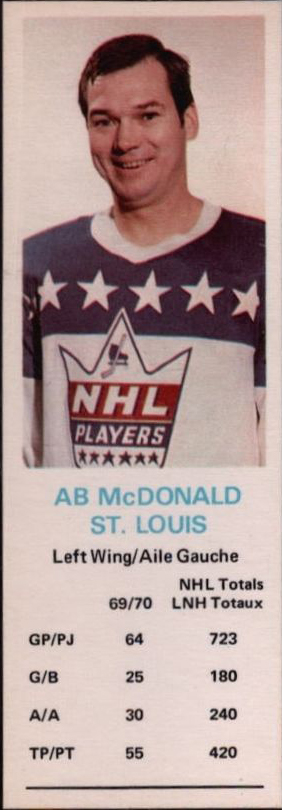 NHL
PLAYERS
AB McDONALD
ST. LOUIS
Left Wing/Aile Gauche
NHL Totals
69/70 LNH Totaux
GP/PJ 64 723
G/B 25 180
A/A 30 240
TP/PT 55 420